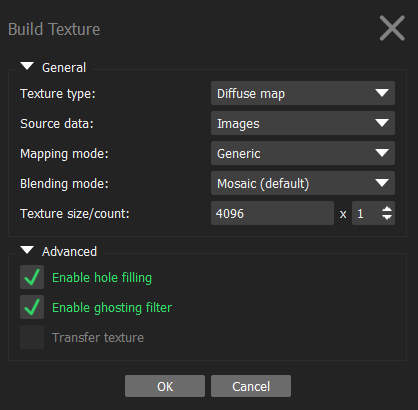 Build Texture
General
Texture type: Diffuse map
Source data: Images
Mapping mode: Generic
Blending mode: Mosaic (default)
Texture size/count: 4096 x 1
Advanced
Enable hole filling
Enable ghosting filter
Transfer texture
OK Cancel